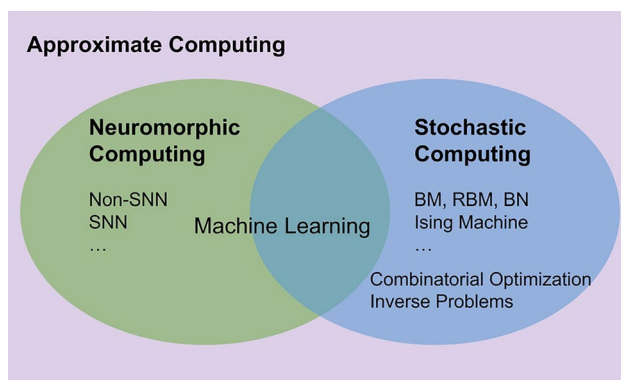 Approximate Computing
Neuromorphic
Computing
Non-SNN
SNN
…
Machine Learning
Stochastic
Computing
BM, RBM, BN
Ising Machine
…
Combinatorial Optimization
Inverse Problems